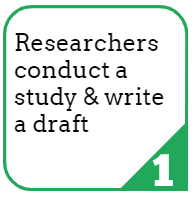 Researchers
conduct a
study & write
a draft
1